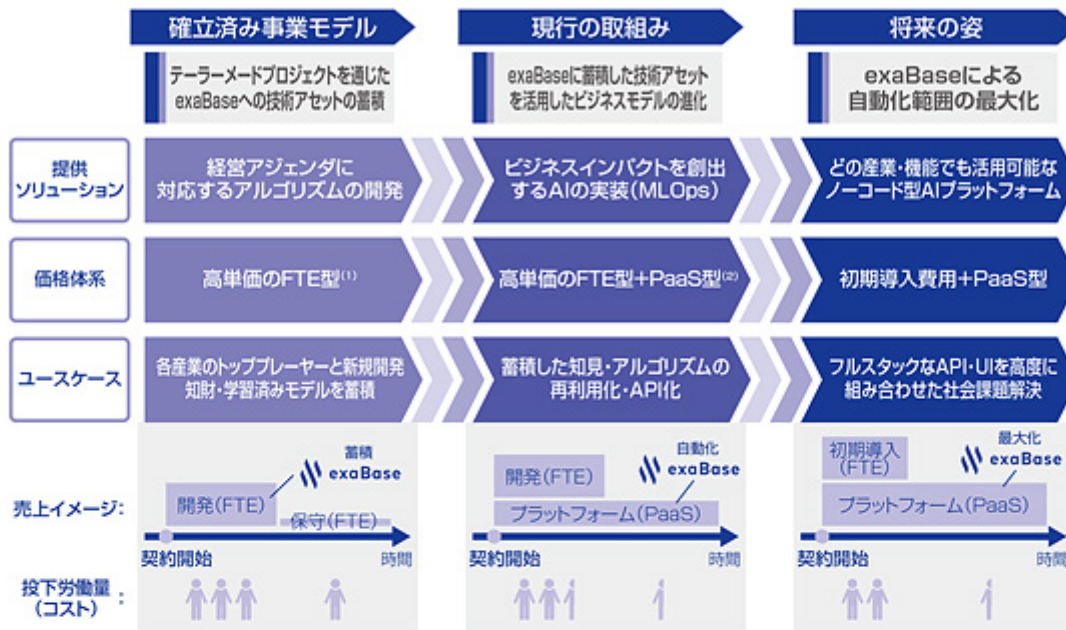 確立済み事業モデル
現行の取組み
将来の姿
テーラーメードプロジェクトを通じた
exaBaseへの技術アセットの蓄積
exaBaseに蓄積した技術アセット
を活用したビジネスモデルの進化
exaBaseによる
自動化範囲の最大化
提供
ソリューション
経営アジェンダに
対応するアルゴリズムの開発
ビジネスインパクトを創出
するAIの実装(MLOps)
どの産業・機能でも活用可能な
ノーコード型AIプラットフォーム
価格体系
高単価のFTE型(1)
高単価のFTE型+PaaS型(2)
初期導入費用+PaaS型
ユースケース
各産業のトッププレーヤーと新規開発
知財・学習済みモデルを蓄積
蓄積した知見・アルゴリズムの
再利用化・API化
フルスタックなAPI・UIを高度に
組み合わせた社会課題解決
売上イメージ:
蓄積
exaBase
開発(FTE)
保守(FTE)
契約開始
時間
自動化
exaBase
開発(FTE)
プラットフォーム(PaaS)
契約開始
時間
最大化
exaBase
初期導入
(FTE)
プラットフォーム(PaaS)
契約開始
時間
投下労働量
(コスト)
: